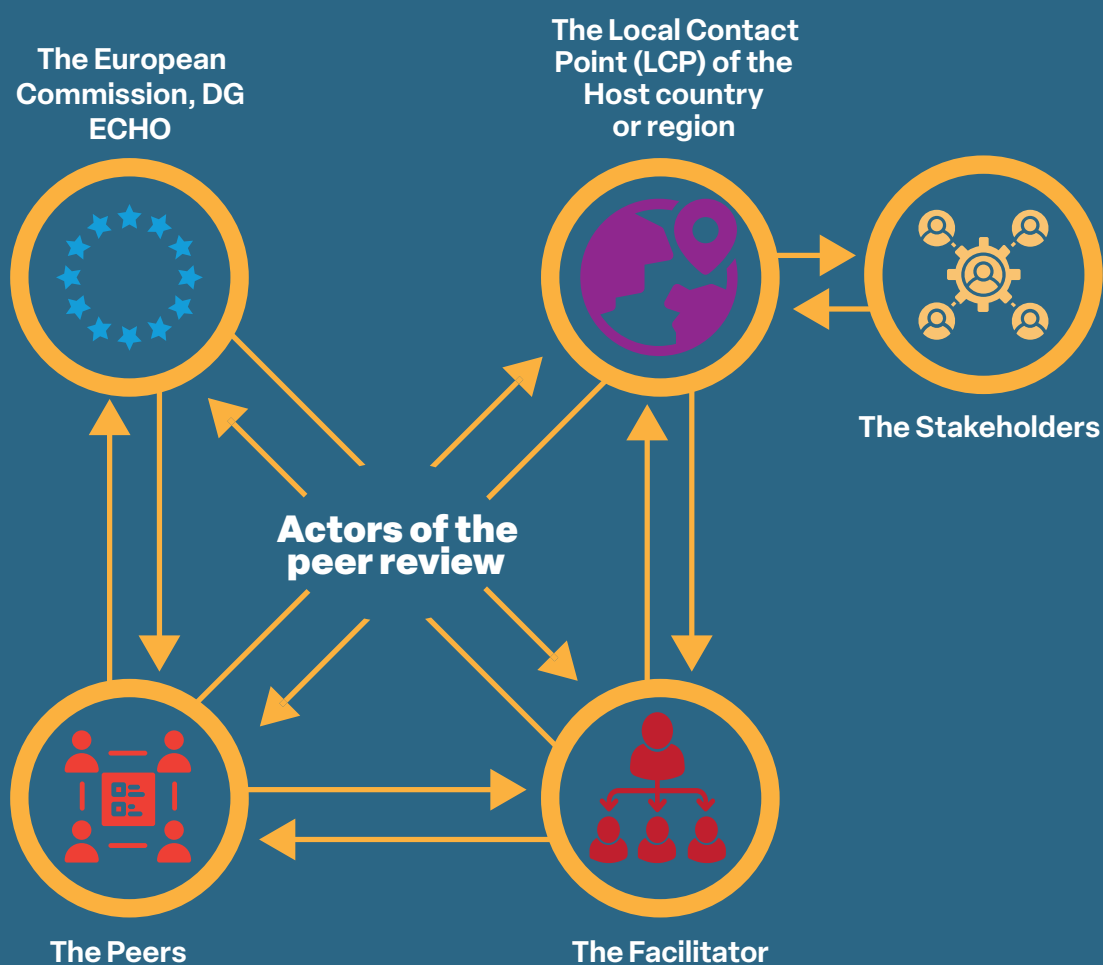 The European
Commission, DG
ECHO
The Local Contact
Point (LCP) of the
Host country
or region
The Stakeholders
Actors of the
peer review
The Peers
The Facilitator